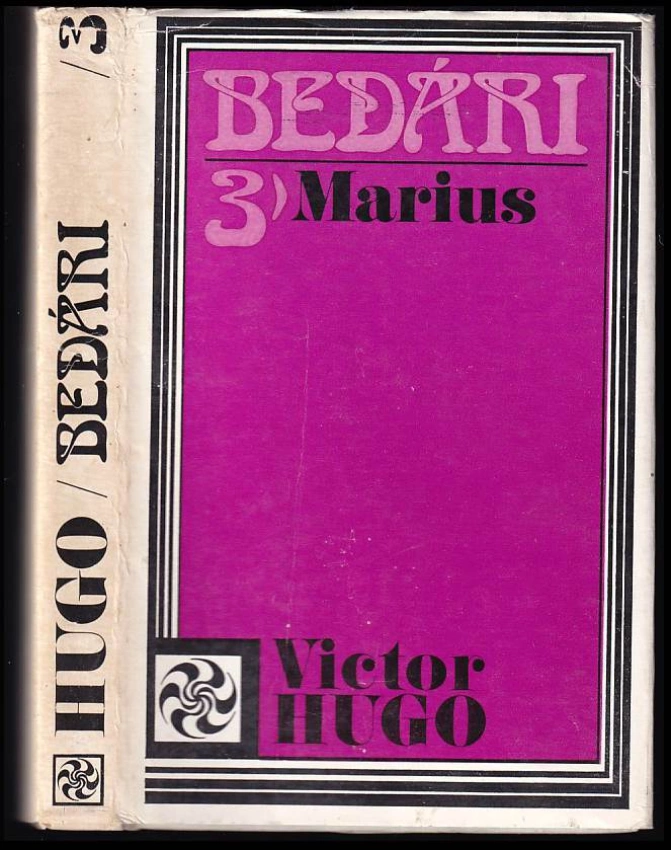 HUGO / BEDÁRI / 3
BEDÁRI
3) Marius
Victor
HUGO